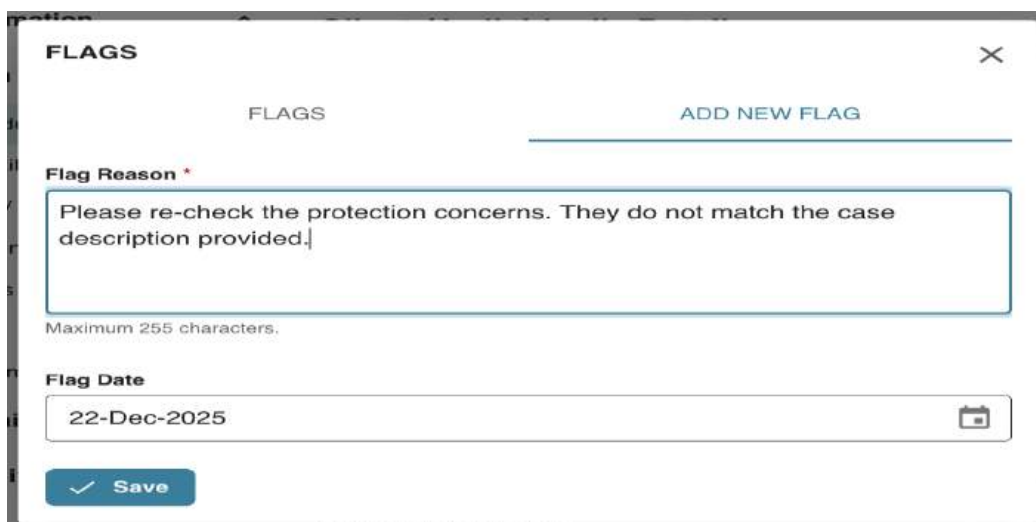 FLAGS
FLAGS
ADD NEW FLAG
Flag Reason *
Please re-check the protection concerns. They do not match the case
description provided.
Maximum 255 characters.
Flag Date
22-Dec-2025
Save